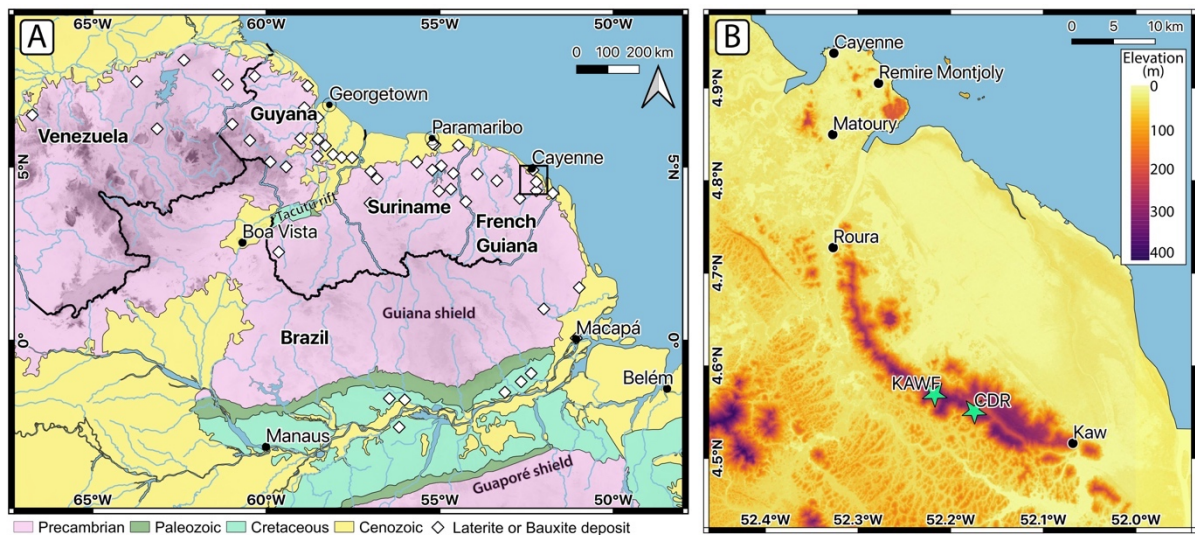 A
65°W 60°W 55°W 50°W
0 100 200 km
Georgetown
Guyana
Venezuela
Paramaribo
Cayenne
5°N 5°N
Suriname
Tacutu rift
French
Guiana
Boa Vista
Guiana shield
Brazil
Macapá
0° 0°
Belém
Manaus
Guaporé shield
65°W 60°W 55°W 50°W
Precambrian Paleozoic Cretaceous Cenozoic Laterite or Bauxite deposit
B
0 5 10 km
Cayenne
Elevation
(m)
0
100
200
300
400
Remire Montjoly
4.9°N
Matoury
4.8°N
Roura
4.7°N
4.6°N
KAWF
CDR
Kaw
4.5°N
52.4°W 52.3°W 52.2°W 52.1°W 52.0°W